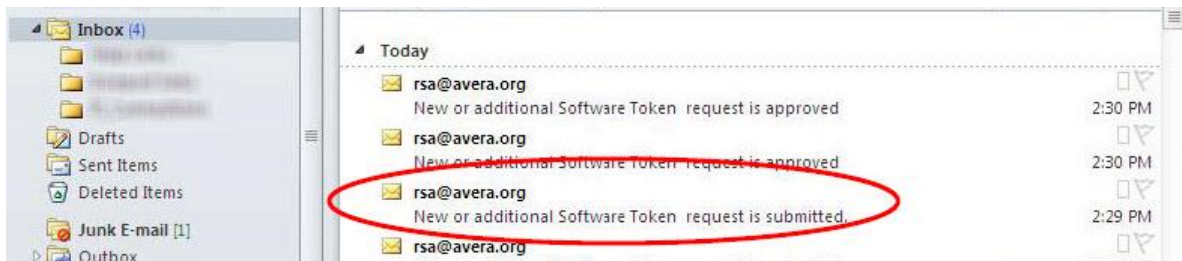 Inbox (4)
Drafts
Sent Items
Deleted Items
Junk E-mail [1]
Outbox
Today
rsa@avera.org
New or additional Software Token request is approved
2:30 PM
rsa@avera.org
New or additional Software Token request is approved
2:30 PM
rsa@avera.org
New or additional Software Token request is submitted.
2:29 PM
rsa@avera.org